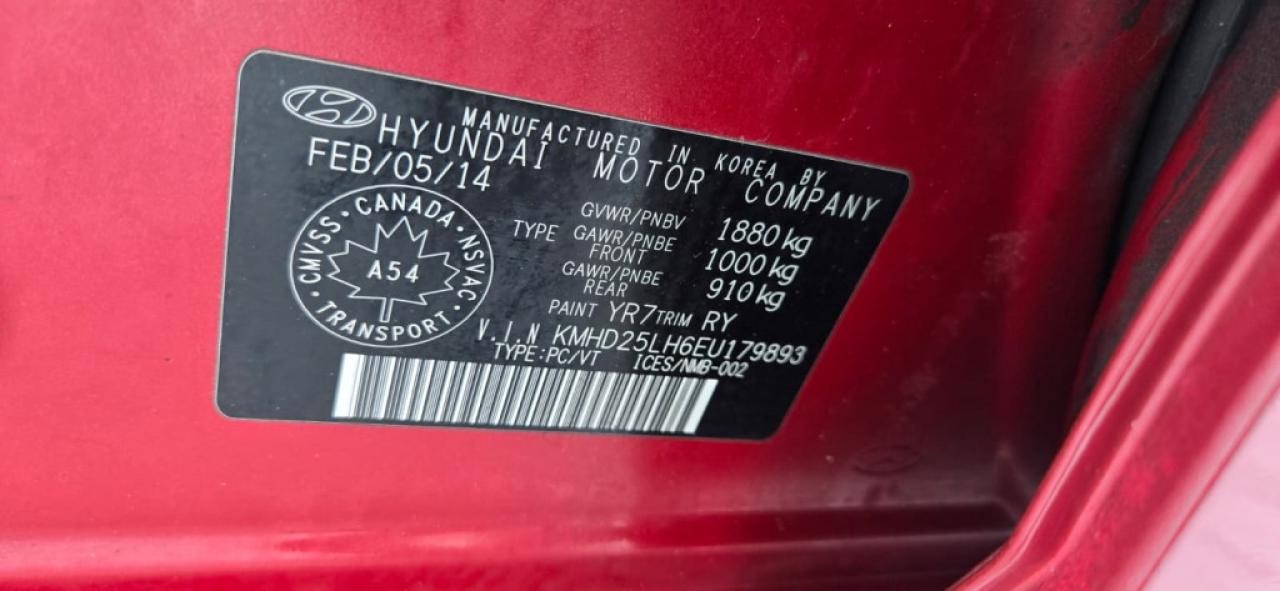 MANUFACTURED IN KOREA BY
HYUNDAI MOTOR COMPANY
FEB/05/14
CMVSS • CANADA • NSVAC • TRANSPORT •
A54
GVWR/PNBV 1880 kg
TYPE GAWR/PNBE FRONT 1000 kg
GAWR/PNBE REAR 910 kg
PAINT YR7 TRIM RY
V.I.N KMHD25LH6EU179893
TYPE:PC/VT ICES/NMB-002